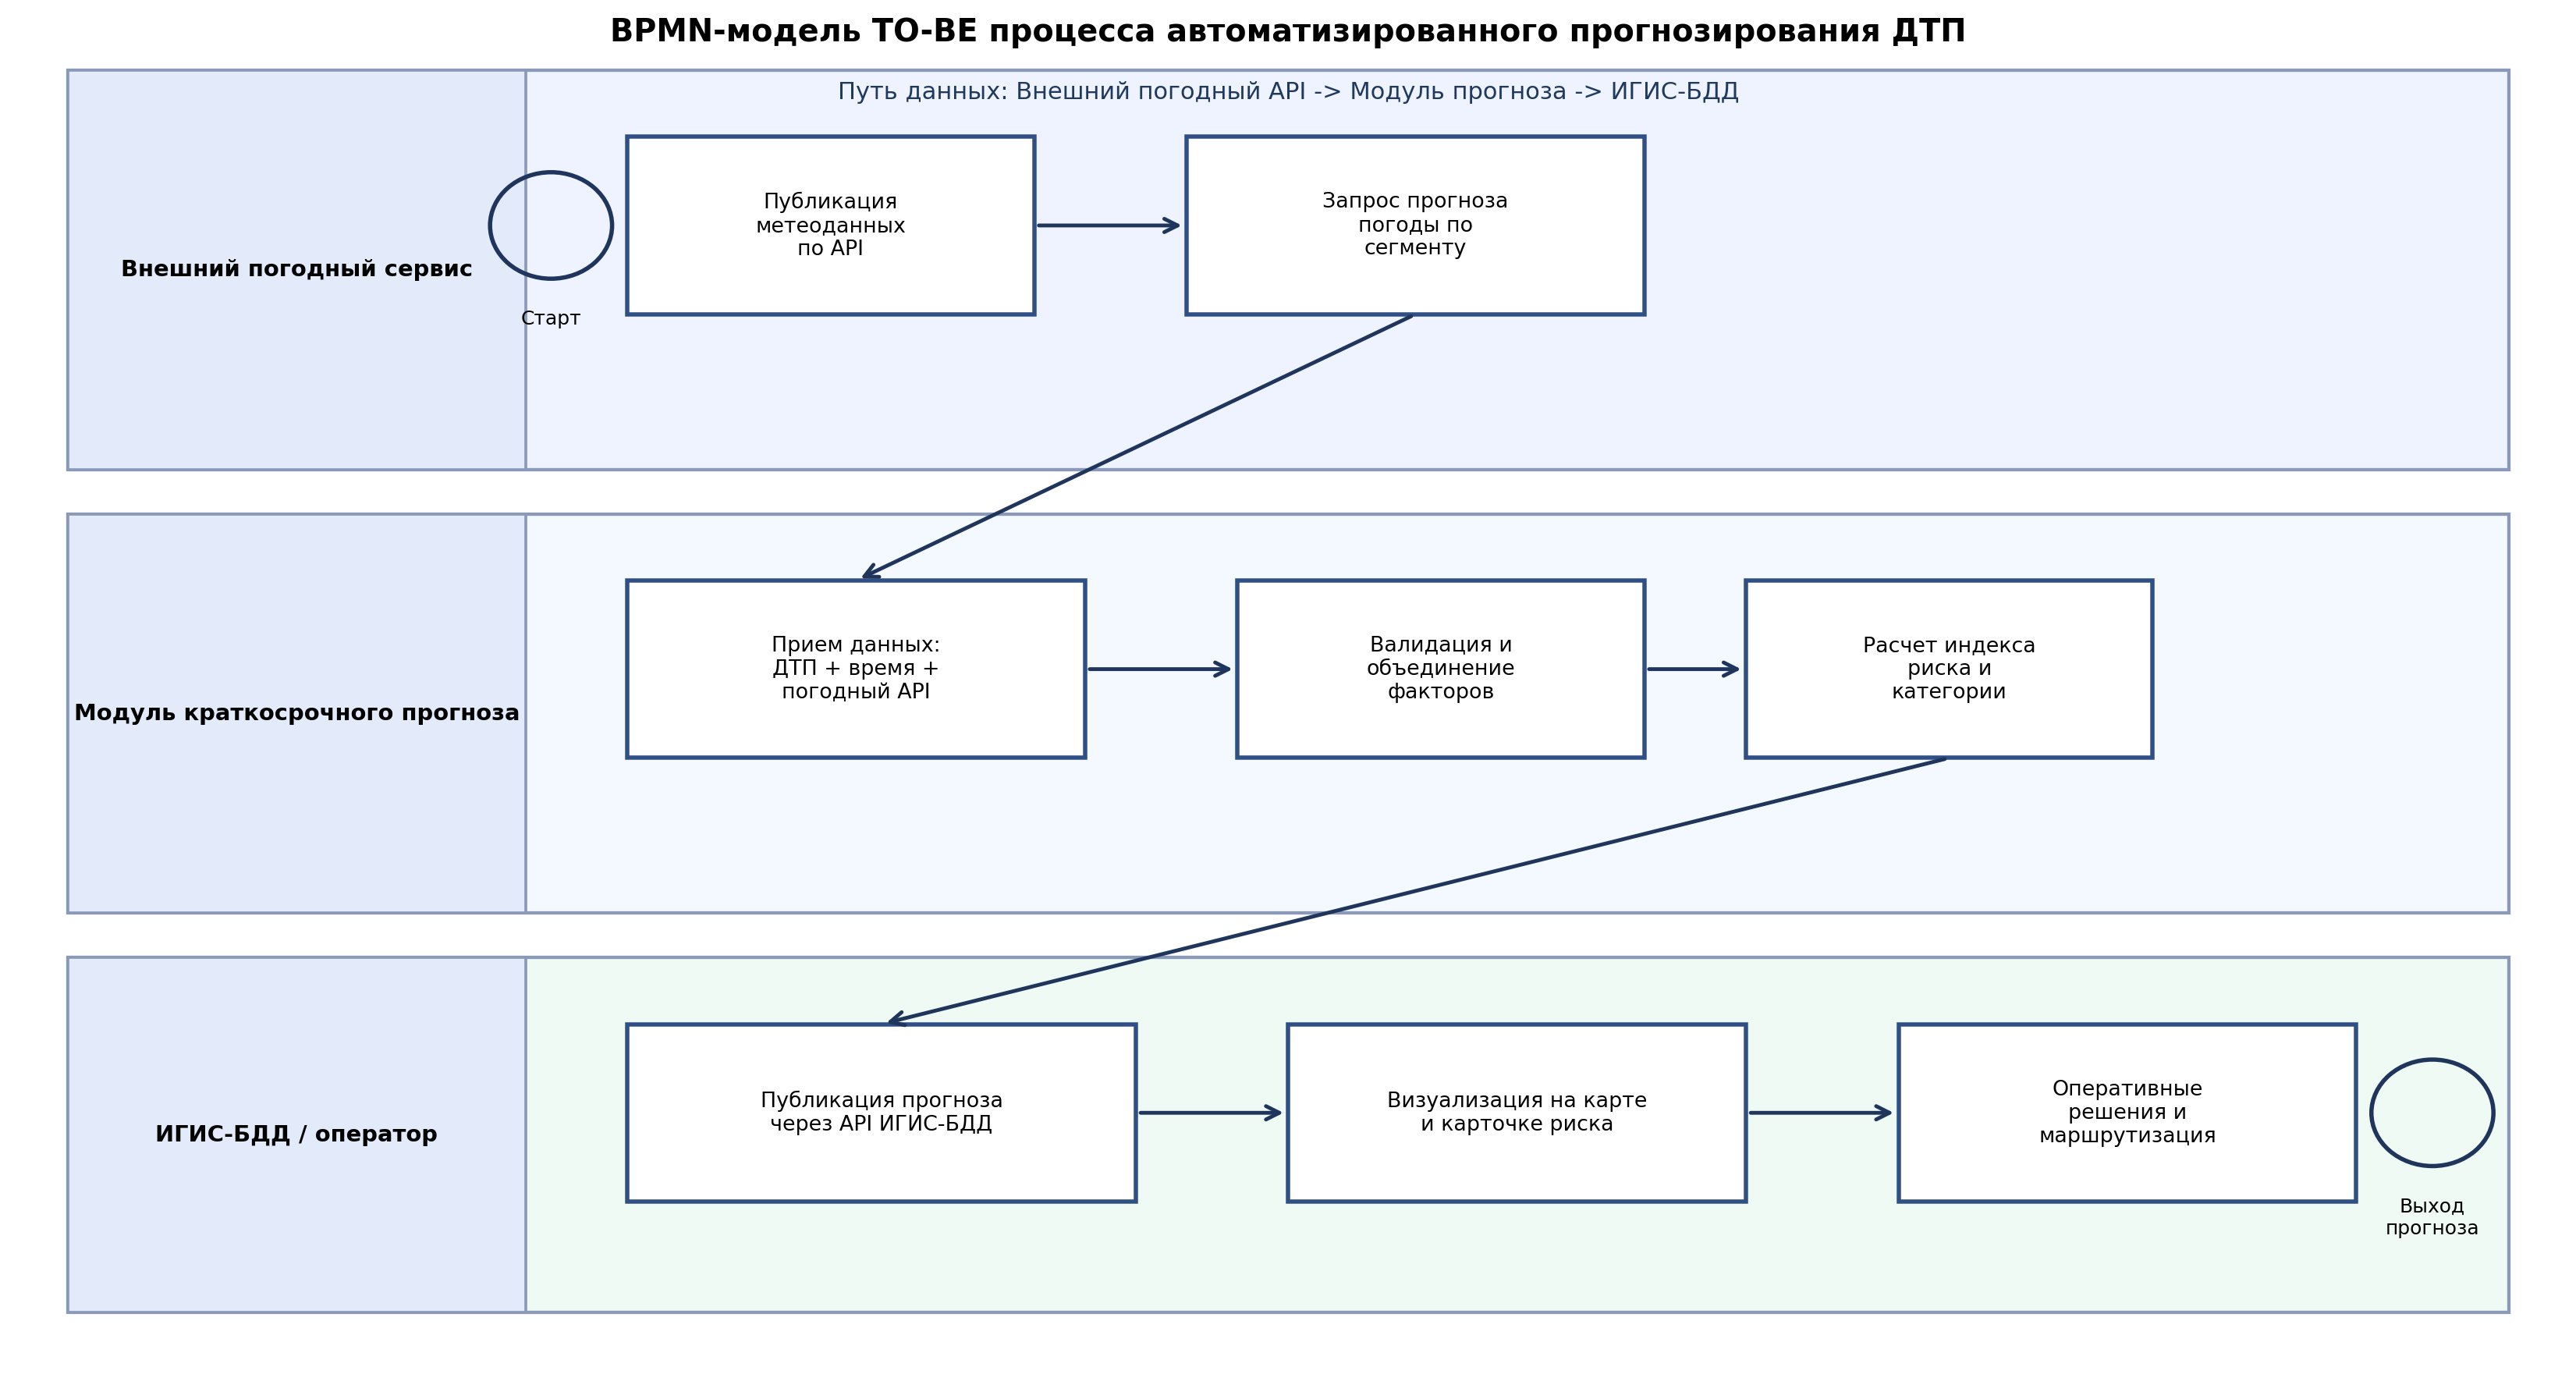 BPMN-модель TO-BE процесса автоматизированного прогнозирования ДТП
Путь данных: Внешний погодный API -> Модуль прогноза -> ИГИС-БДД
Внешний погодный сервис
Старт
Публикация
метеоданных
по API
Запрос прогноза
погоды по
сегменту
Модуль краткосрочного прогноза
Прием данных:
ДТП + время +
погодный API
Валидация и
объединение
факторов
Расчет индекса
риска и
категории
ИГИС-БДД / оператор
Публикация прогноза
через API ИГИС-БДД
Визуализация на карте
и карточке риска
Оперативные
решения и
маршрутизация
Выход
прогноза